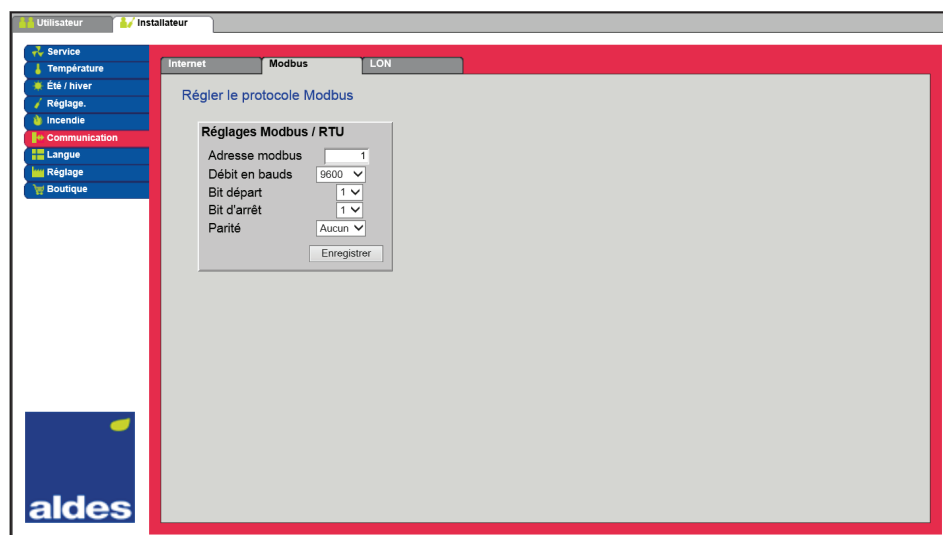 Utilisateur Installateur
Service
Température
Été / hiver
Réglage.
Incendie
Communication
Langue
Réglage
Boutique
Internet Modbus LON
Régler le protocole Modbus
Réglages Modbus / RTU
Adresse modbus 1
Débit en bauds 9600
Bit départ 1
Bit d'arrêt 1
Parité Aucun
Enregistrer
aldes